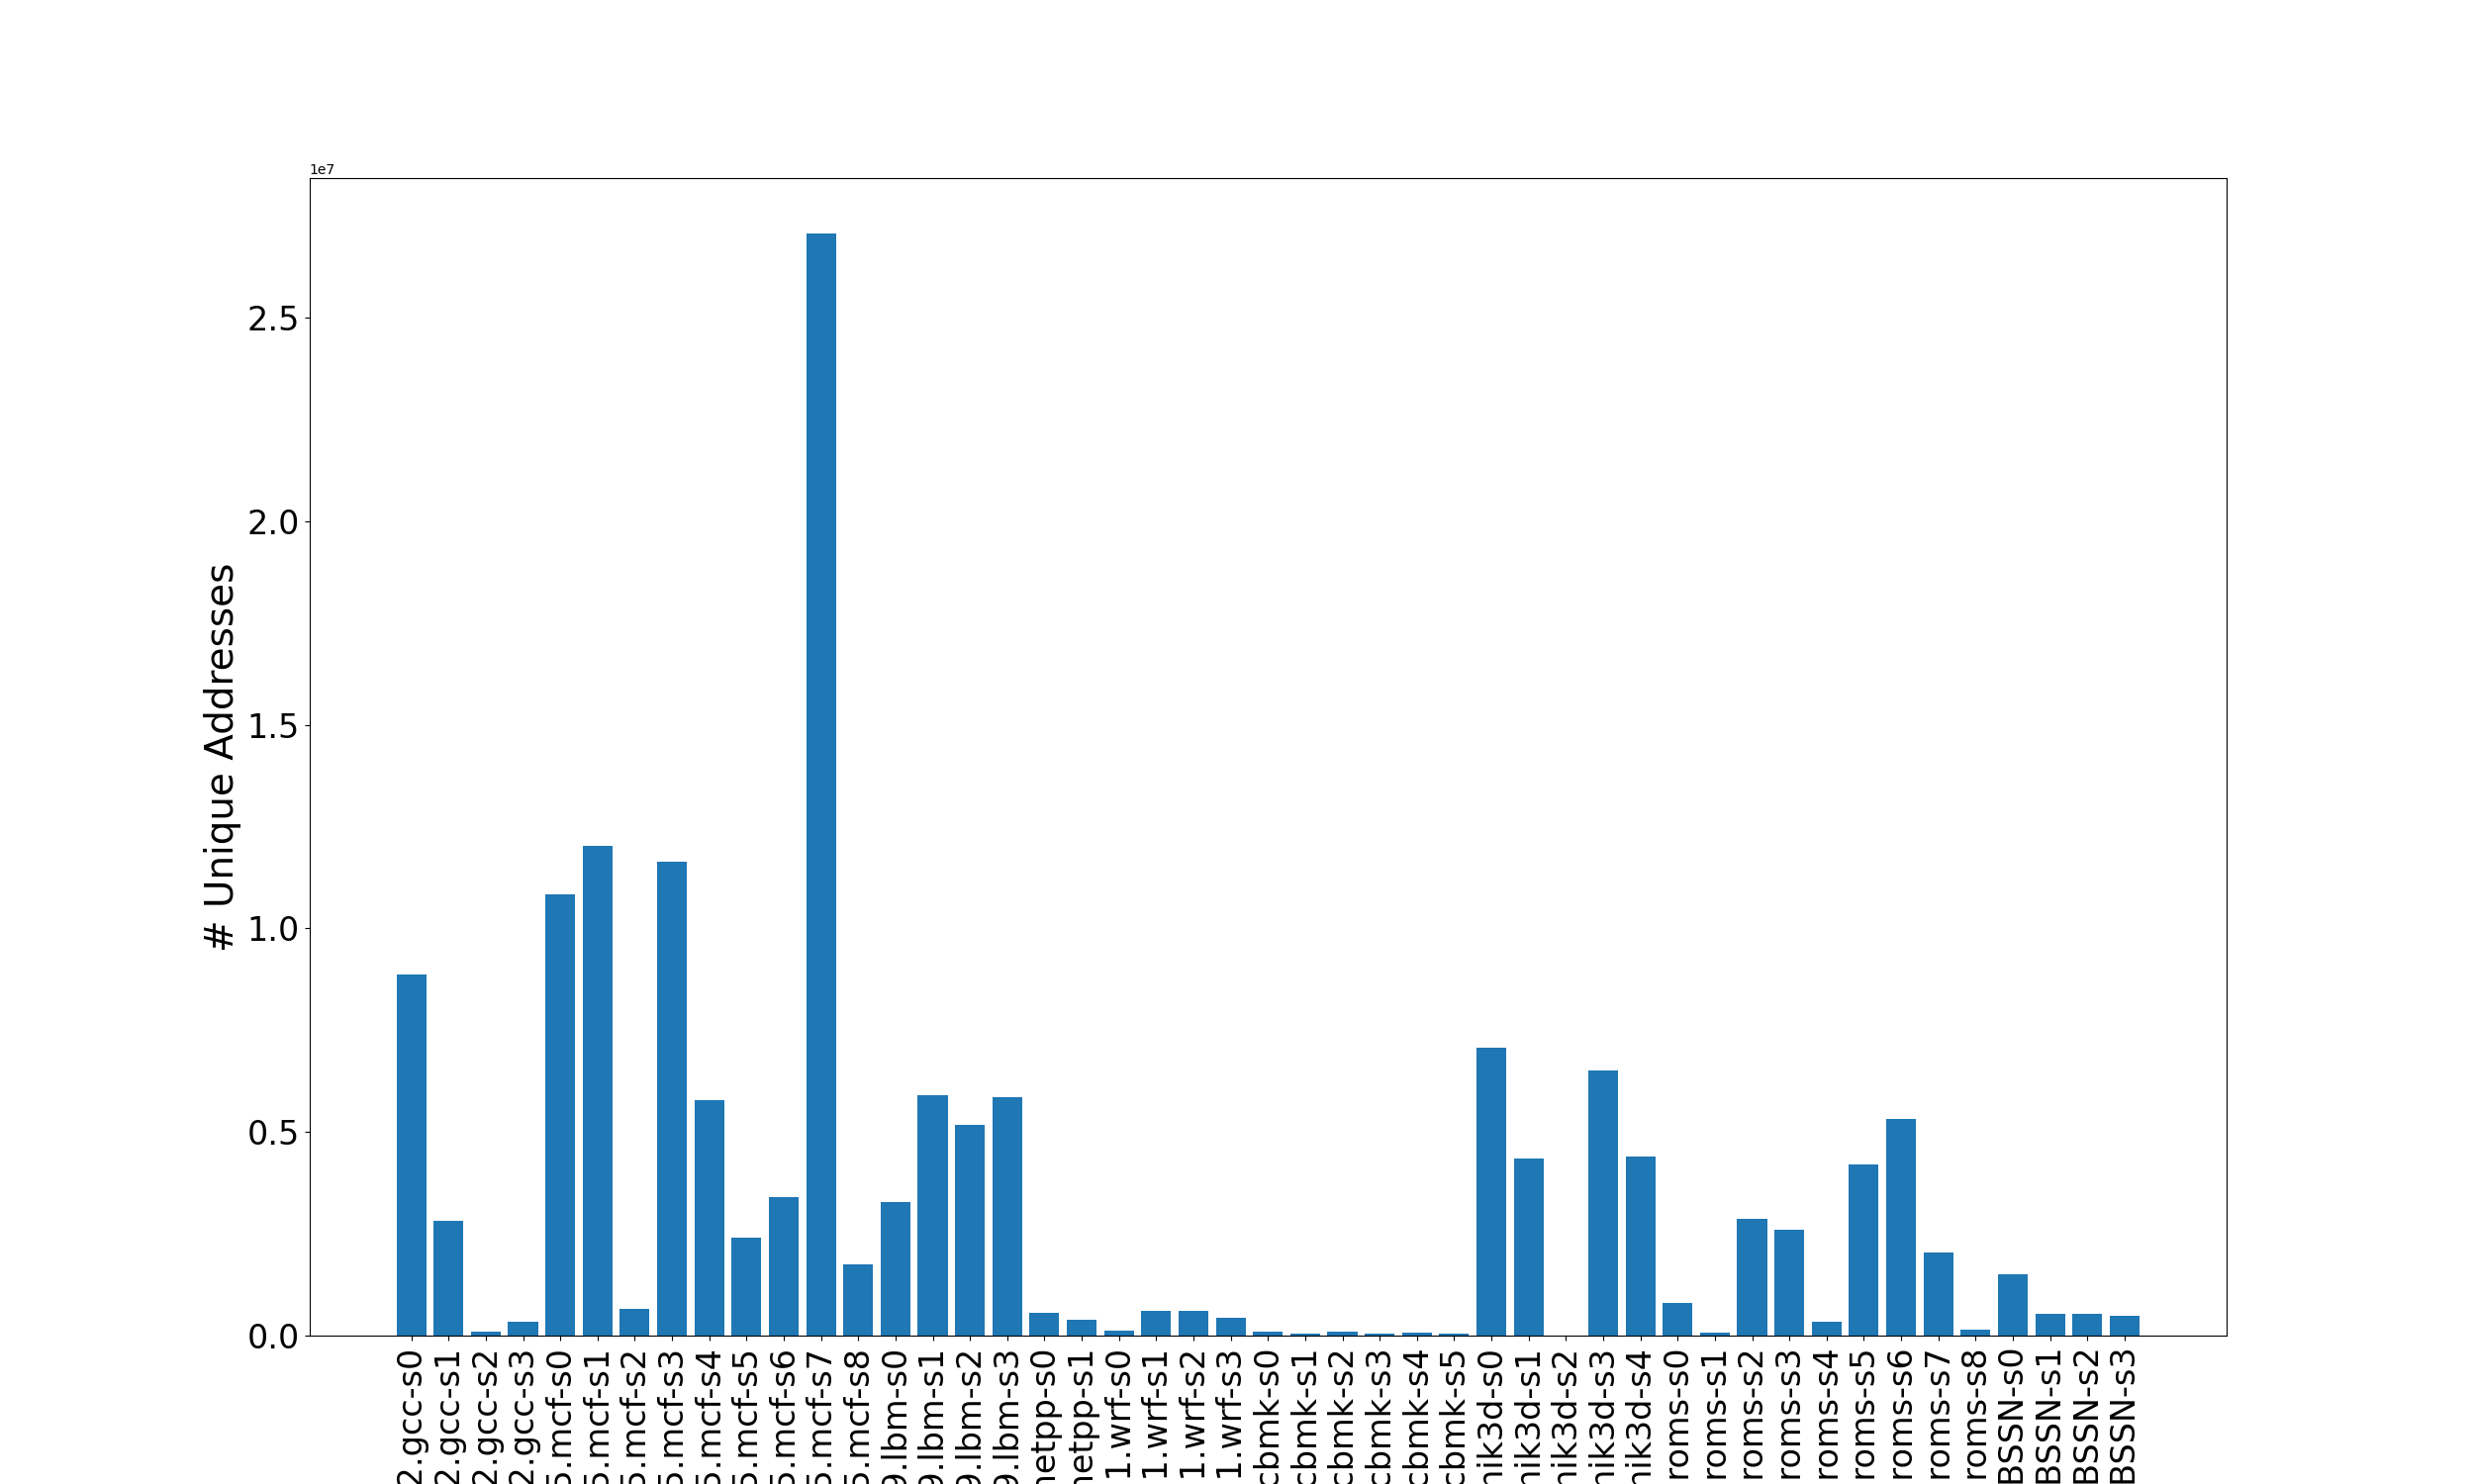 1e7
2.5
2.0
1.5
1.0
0.5
0.0
# Unique Addresses
2.gcc-s0
2.gcc-s1
2.gcc-s2
2.gcc-s3
5.mcf-s0
5.mcf-s1
5.mcf-s2
5.mcf-s3
5.mcf-s4
5.mcf-s5
5.mcf-s6
5.mcf-s7
5.mcf-s8
9.lbm-s0
9.lbm-s1
9.lbm-s2
9.lbm-s3
netpp-s0
netpp-s1
1.wrf-s0
1.wrf-s1
1.wrf-s2
1.wrf-s3
cbmk-s0
cbmk-s1
cbmk-s2
cbmk-s3
cbmk-s4
cbmk-s5
nik3d-s0
nik3d-s1
nik3d-s2
nik3d-s3
nik3d-s4
roms-s0
roms-s1
roms-s2
roms-s3
roms-s4
roms-s5
roms-s6
roms-s7
roms-s8
BSSN-s0
BSSN-s1
BSSN-s2
BSSN-s3